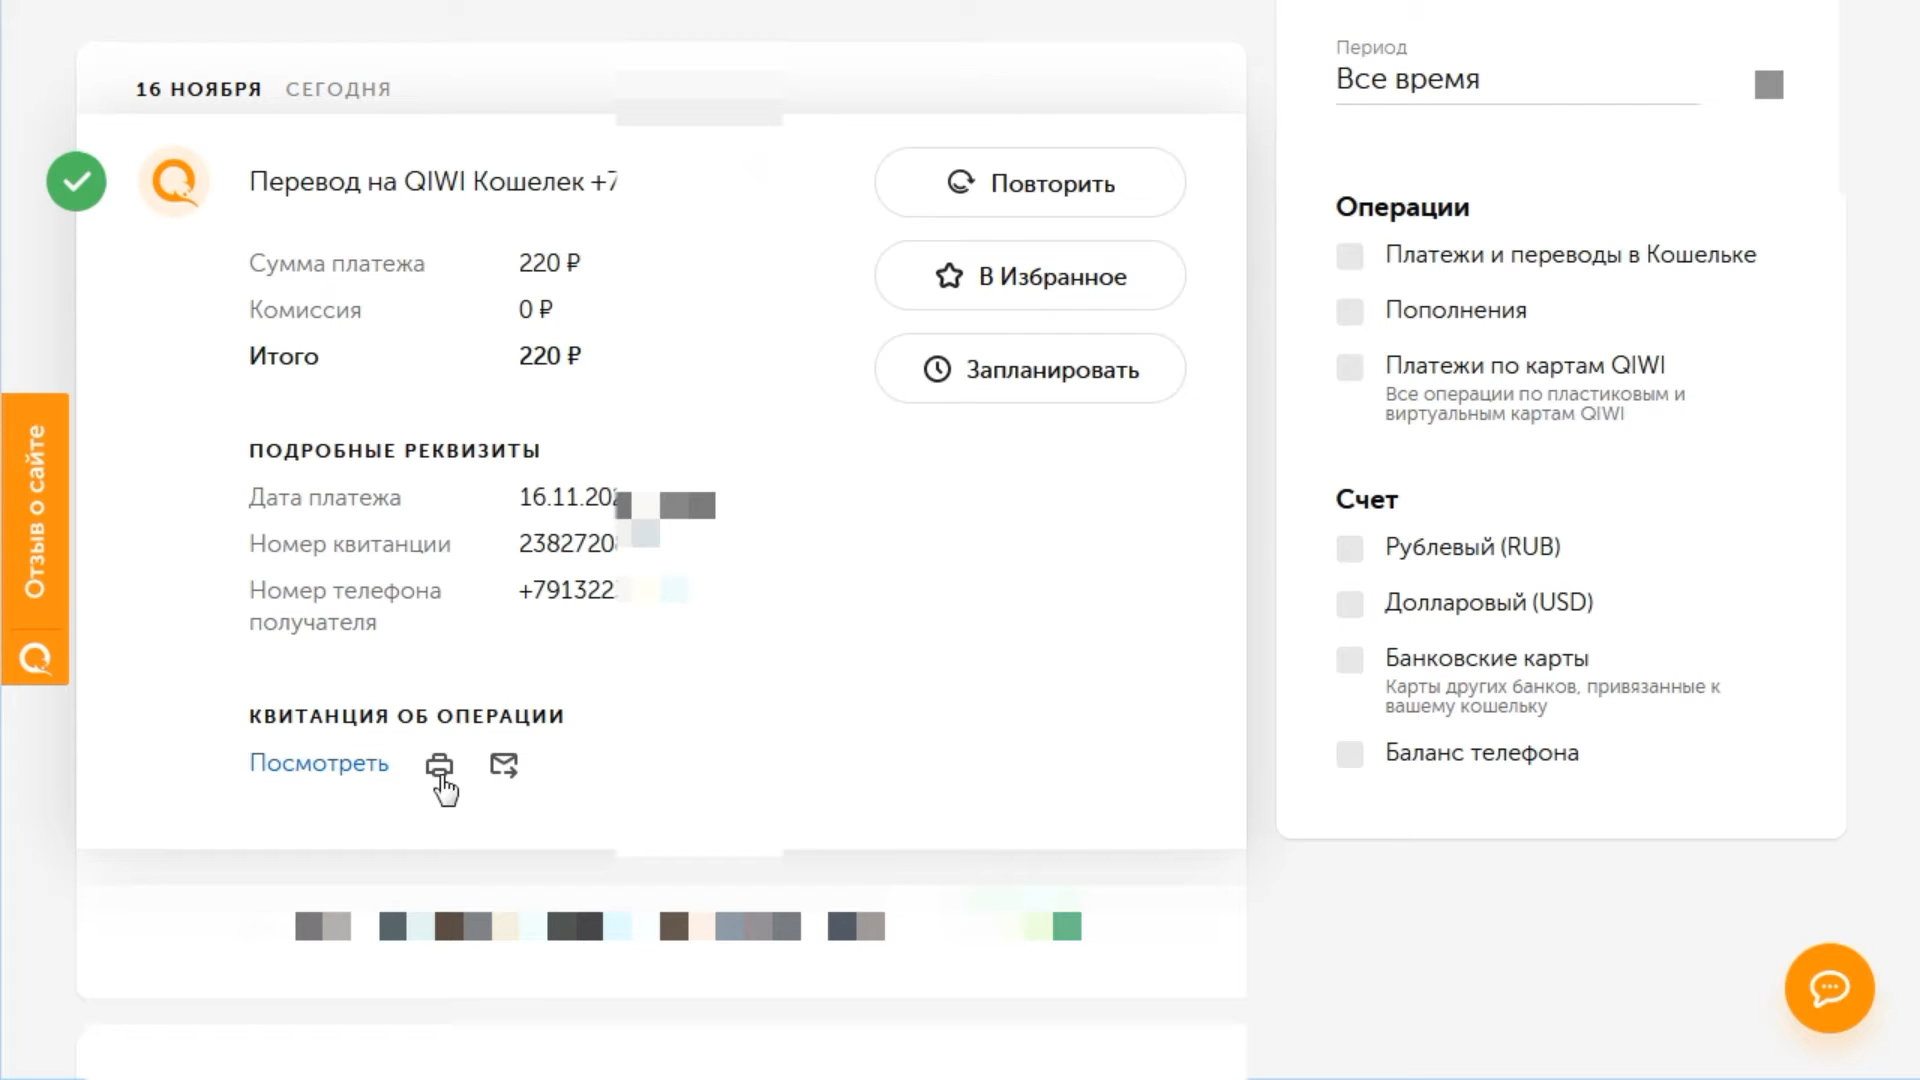 16 НОЯБРЯ СЕГОДНЯ
Перевод на QIWI Кошелек +7
Сумма платежа 220 ₽
Комиссия 0 ₽
Итого 220 ₽
ПОДРОБНЫЕ РЕКВИЗИТЫ
Дата платежа 16.11.20
Номер квитанции 2382720
Номер телефона +791322
получателя
КВИТАНЦИЯ ОБ ОПЕРАЦИИ
Посмотреть
Повторить
В Избранное
Запланировать
Отзыв о сайте
Период
Все время
Операции
Платежи и переводы в Кошельке
Пополнения
Платежи по картам QIWI
Все операции по пластиковым и
виртуальным картам QIWI
Счет
Рублевый (RUB)
Долларовый (USD)
Банковские карты
Карты других банков, привязанные к
вашему кошельку
Баланс телефона